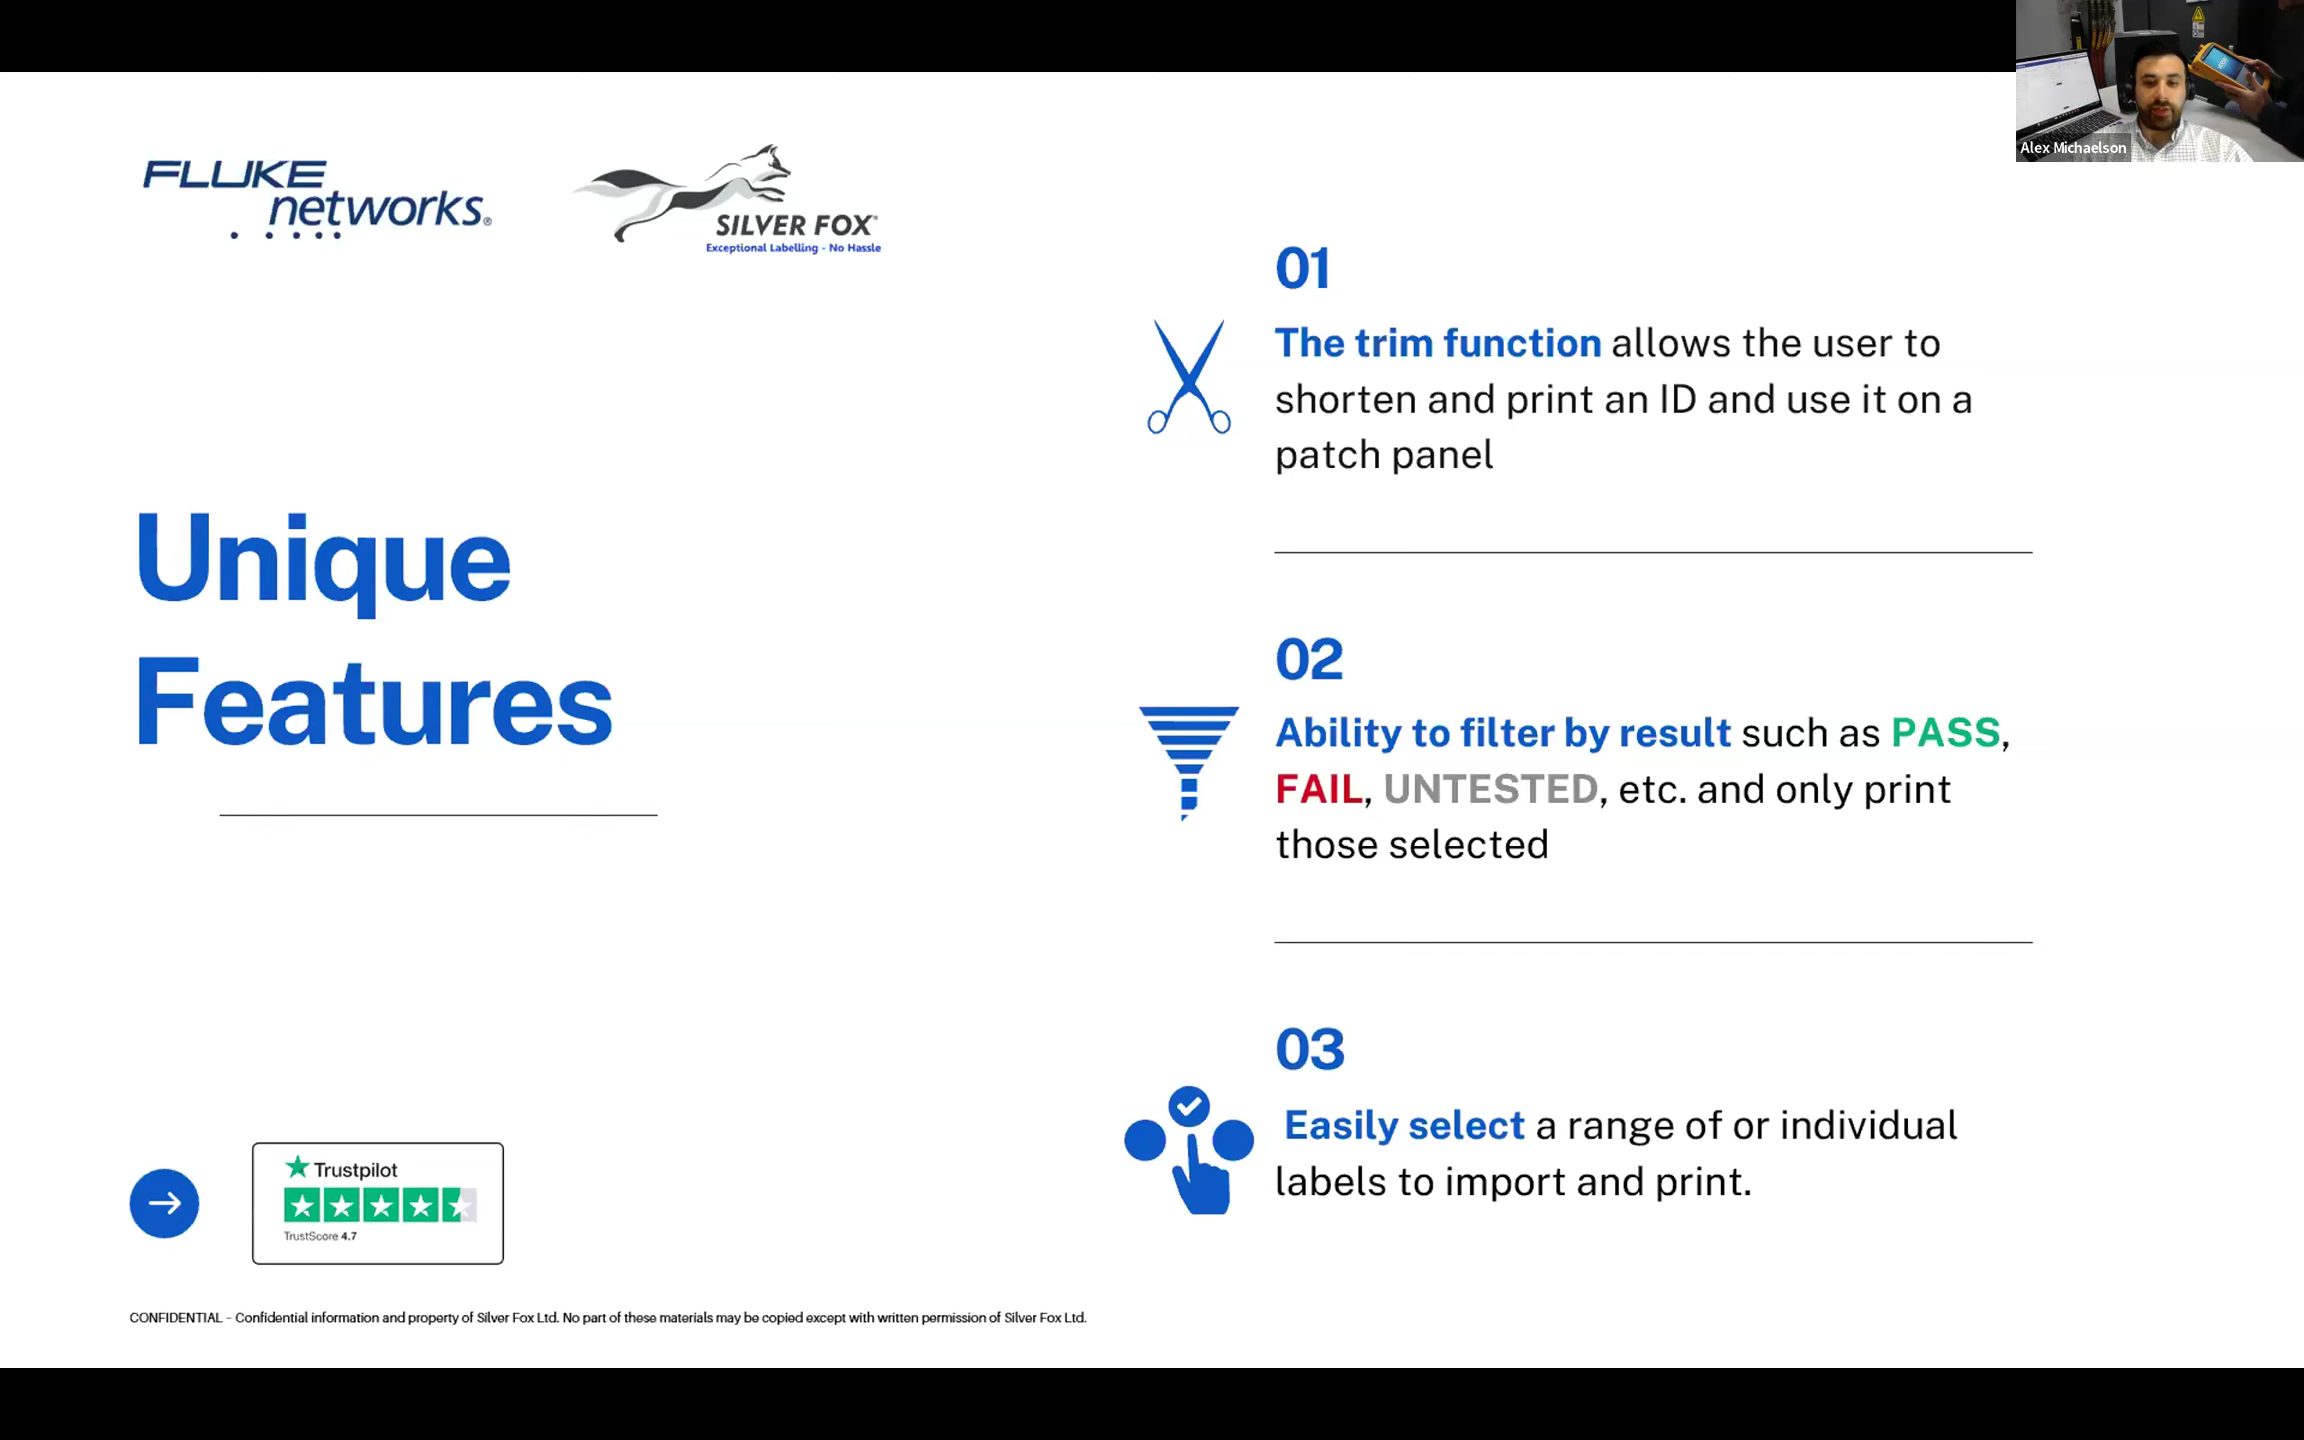 Alex Michaelson
FLUKE
networks®
SILVER FOX®
Exceptional Labelling - No Hassle
Unique
Features
01
The trim function allows the user to
shorten and print an ID and use it on a
patch panel
02
Ability to filter by result such as PASS,
FAIL, UNTESTED, etc. and only print
those selected
03
Easily select a range of or individual
labels to import and print.
Trustpilot
TrustScore 4.7
CONFIDENTIAL – Confidential information and property of Silver Fox Ltd. No part of these materials may be copied except with written permission of Silver Fox Ltd.